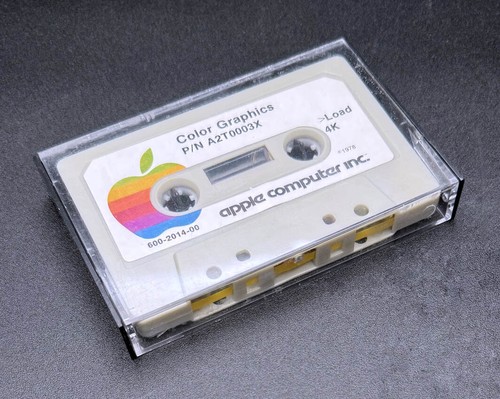 Color Graphics
P/N A2T0003X
>Load
4K
©1978
apple computer inc.
600-2014-00